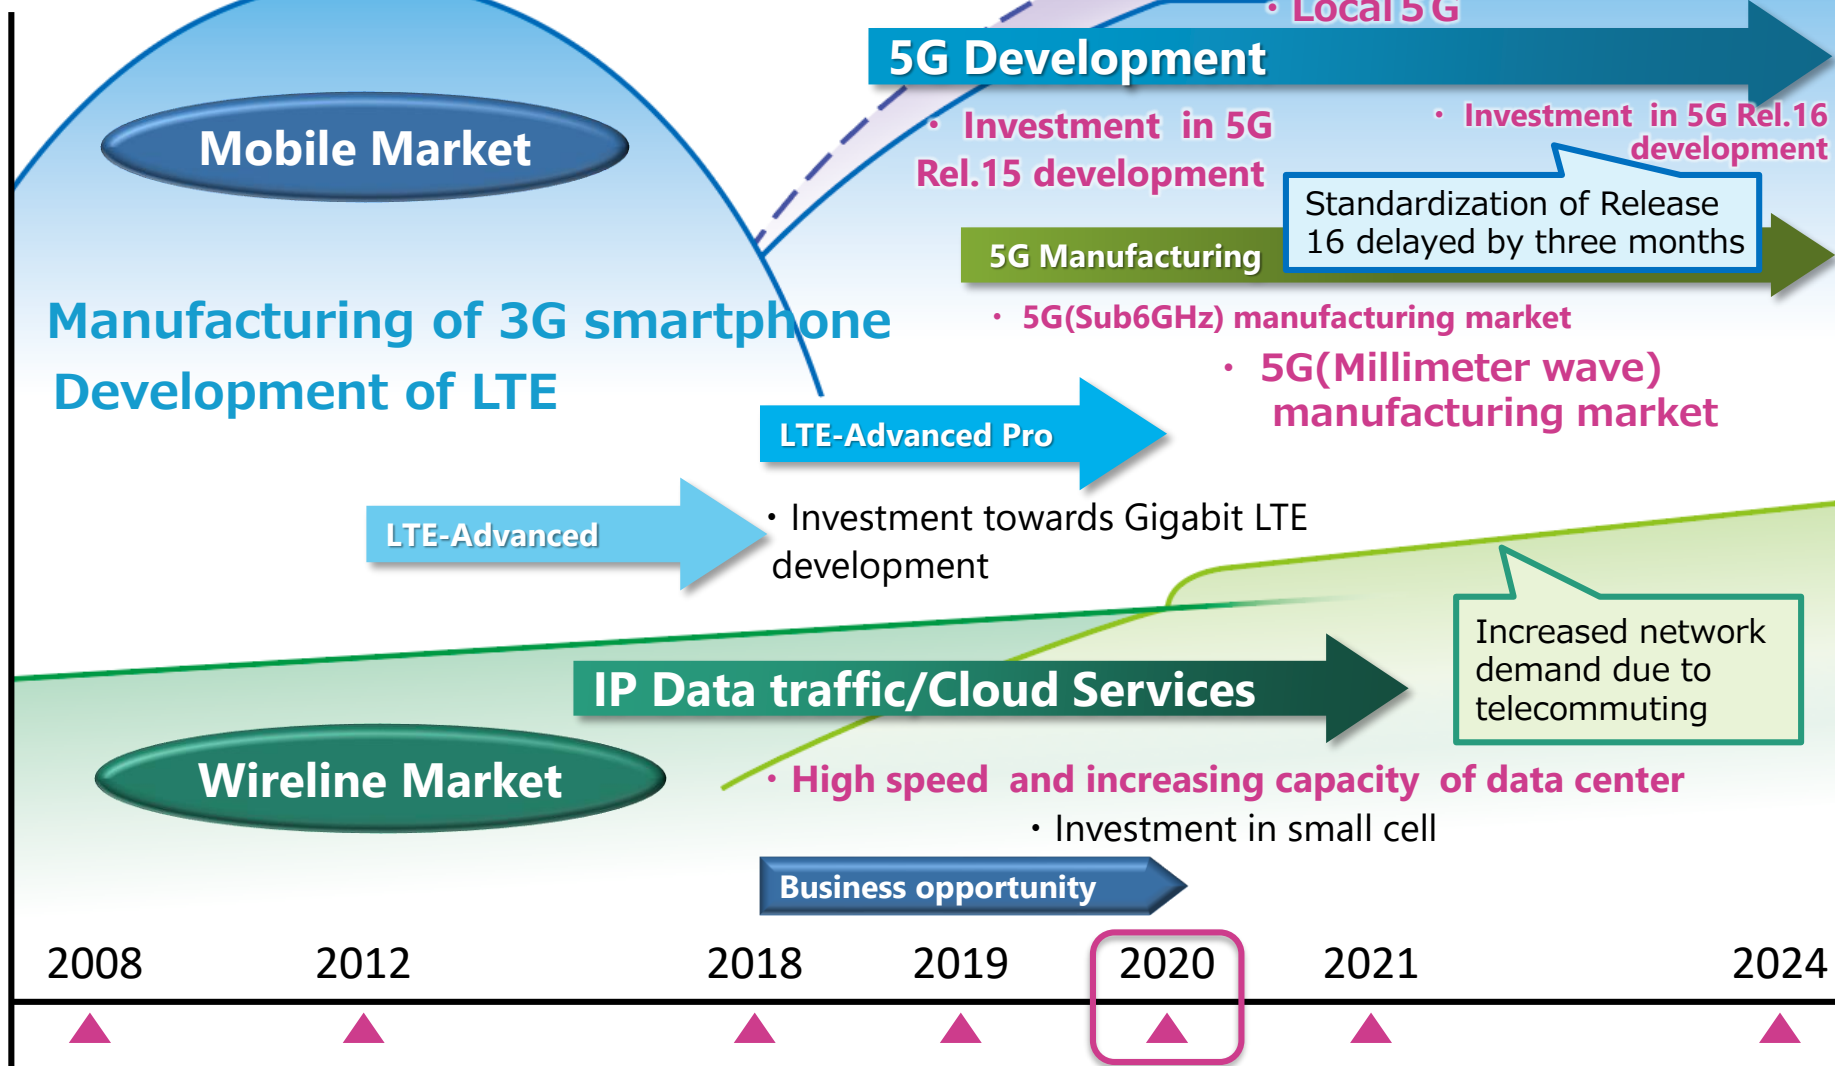 ・Local 5G
5G Development
Mobile Market
・ Investment in 5G
Rel.15 development
・ Investment in 5G Rel.16
development
Standardization of Release
16 delayed by three months
5G Manufacturing
Manufacturing of 3G smartphone
Development of LTE
・ 5G(Sub6GHz) manufacturing market
・ 5G(Millimeter wave)
manufacturing market
LTE-Advanced Pro
LTE-Advanced
・Investment towards Gigabit LTE
development
Increased network
demand due to
telecommuting
IP Data traffic/Cloud Services
Wireline Market
・High speed and increasing capacity of data center
・Investment in small cell
Business opportunity
2008 2012 2018 2019 2020 2021 2024